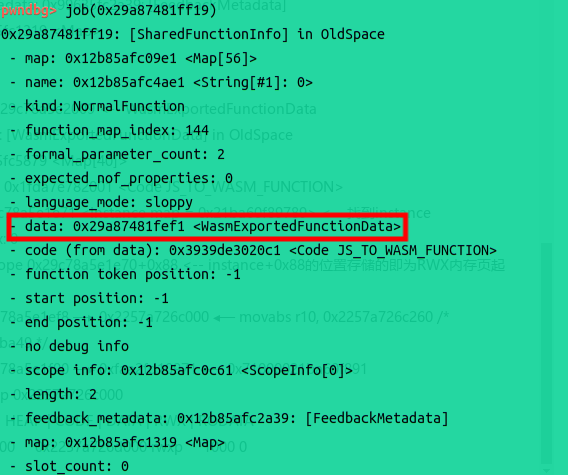 pwndbg> job(0x29a87481ff19)
0x29a87481ff19: [SharedFunctionInfo] in OldSpace
- map: 0x12b85afc09e1 <Map[56]>
- name: 0x12b85afc4ae1 <String[#1]: 0>
- kind: NormalFunction
- function_map_index: 144
- formal_parameter_count: 2
- expected_nof_properties: 0
- language_mode: sloppy
- data: 0x29a87481fef1 <WasmExportedFunctionData>
- code (from data): 0x3939de3020c1 <Code JS_TO_WASM_FUNCTION>
- function token position: -1
- start position: -1
- end position: -1
- no debug info
- scope info: 0x12b85afc0c61 <ScopeInfo[0]>
- length: 2
- feedback_metadata: 0x12b85afc2a39: [FeedbackMetadata]
- map: 0x12b85afc1319 <Map>
- slot_count: 0